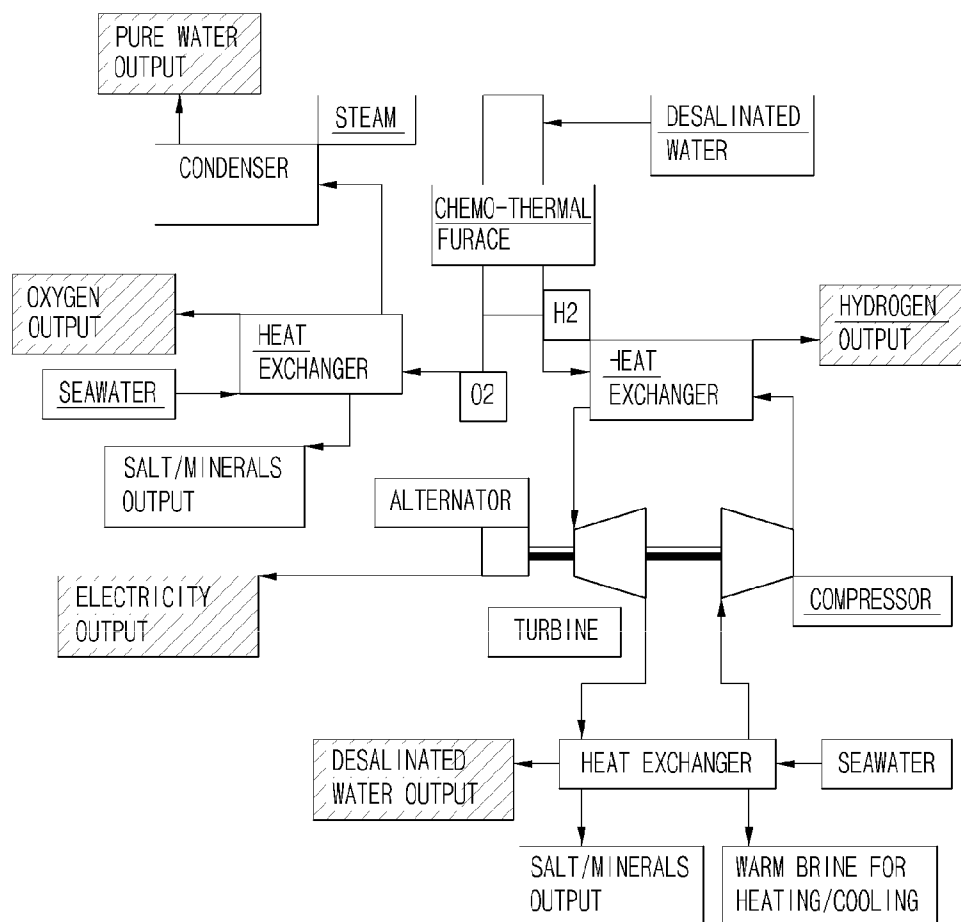 PURE WATER
OUTPUT
STEAM
DESALINATED
WATER
CONDENSER
CHEMO-THERMAL
FURACE
OXYGEN
OUTPUT
H2
HYDROGEN
OUTPUT
HEAT
EXCHANGER
HEAT
EXCHANGER
SEAWATER
O2
SALT/MINERALS
OUTPUT
ALTERNATOR
ELECTRICITY
OUTPUT
TURBINE
COMPRESSOR
DESALINATED
WATER OUTPUT
HEAT EXCHANGER
SEAWATER
SALT/MINERALS
OUTPUT
WARM BRINE FOR
HEATING/COOLING